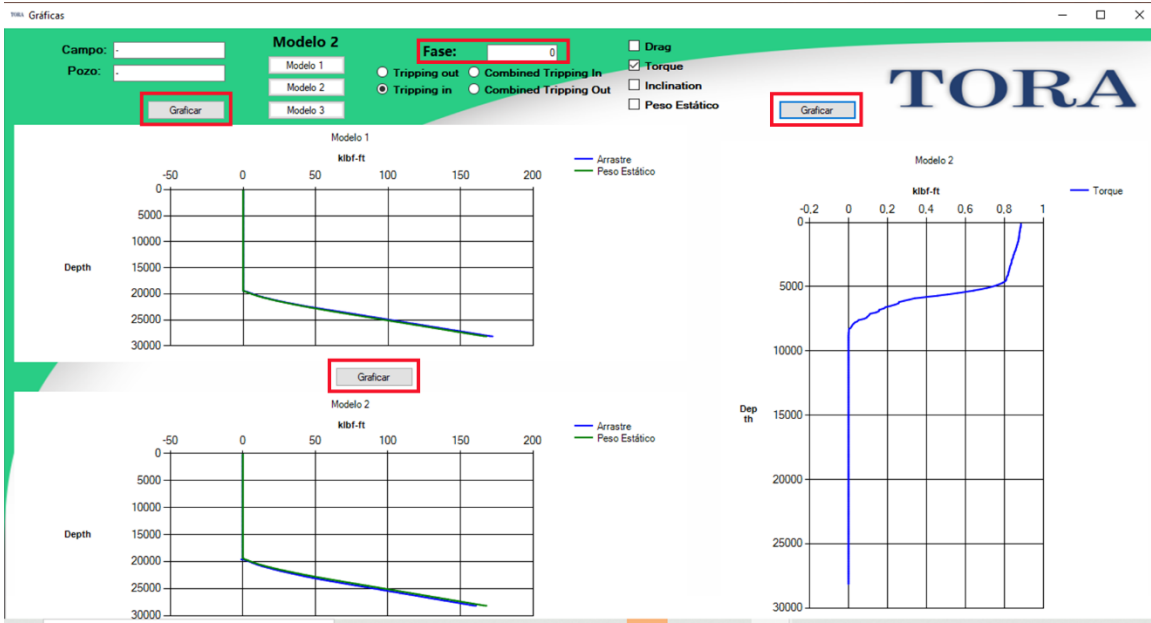 TORA Gráficas
Campo: -
Pozo: -
Graficar
Modelo 2
Modelo 1
Modelo 2
Modelo 3
Fase: 0
Tripping out Combined Tripping In
Tripping in Combined Tripping Out
Drag
Torque
Inclination
Peso Estático
Graficar
TORA
Modelo 1
klbf-ft
-50 0 50 100 150 200
0
5000
10000
15000
20000
25000
30000
Depth
Arrastre
Peso Estático
Graficar
Modelo 2
klbf-ft
-50 0 50 100 150 200
0
5000
10000
15000
20000
25000
30000
Depth
Arrastre
Peso Estático
Modelo 2
klbf-ft
-0,2 0 0,2 0,4 0,6 0,8 1
0
5000
10000
15000
20000
25000
30000
Dep
th
Torque